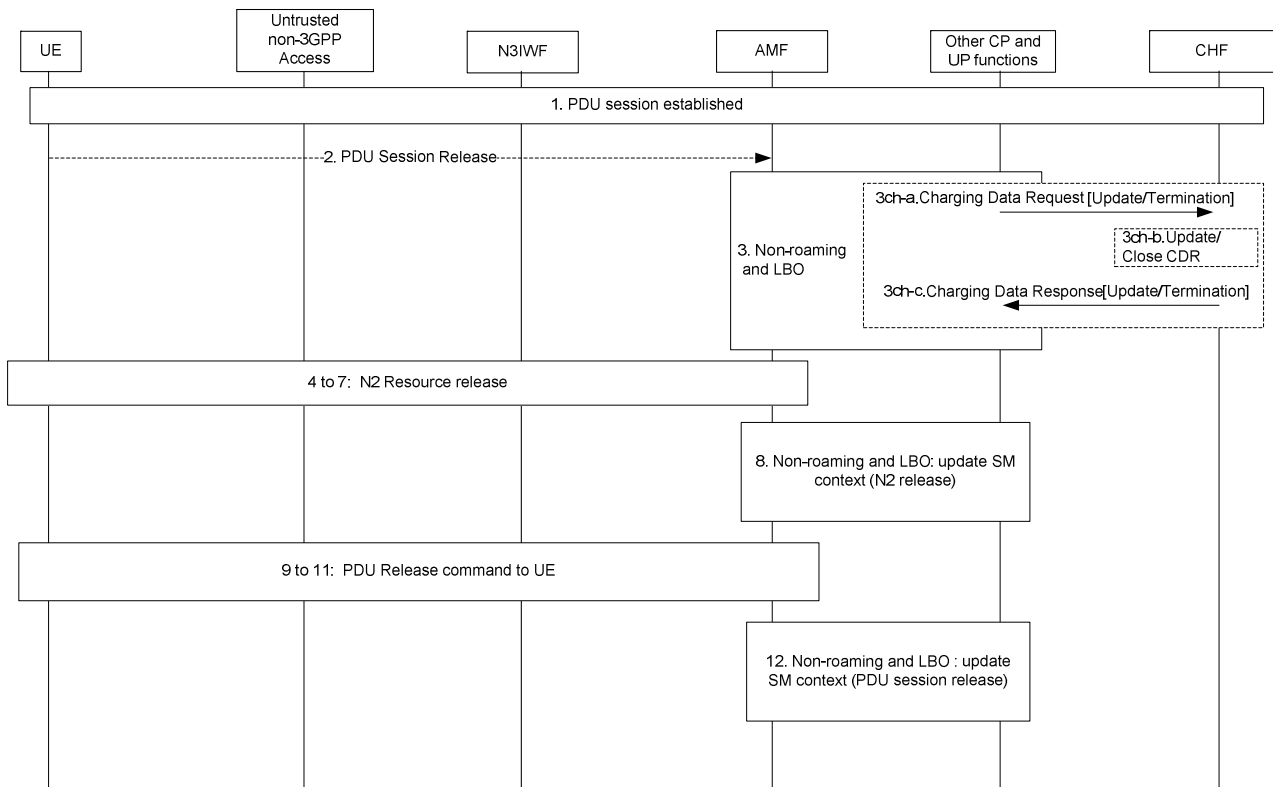 UE
Untrusted
non-3GPP
Access
N3IWF
AMF
Other CP and
UP functions
CHF
1. PDU session established
2. PDU Session Release
3ch-a.Charging Data Request [Update/Termination]
3. Non-roaming
and LBO
3ch-b.Update/
Close CDR
3ch-c.Charging Data Response[Update/Termination]
4 to 7: N2 Resource release
8. Non-roaming and LBO: update SM
context (N2 release)
9 to 11: PDU Release command to UE
12. Non-roaming and LBO : update
SM context (PDU session release)